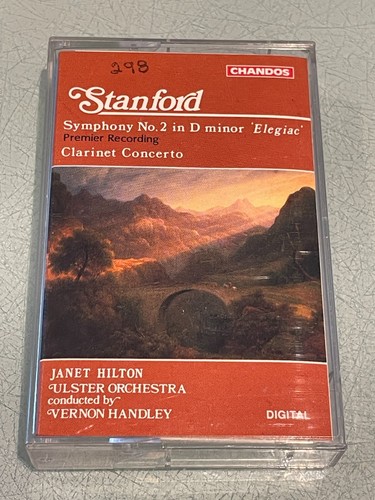 298
CHANDOS
Stanford
Symphony No.2 in D minor 'Elegiac'
Premier Recording
Clarinet Concerto
JANET HILTON
ULSTER ORCHESTRA
conducted by
VERNON HANDLEY
DIGITAL